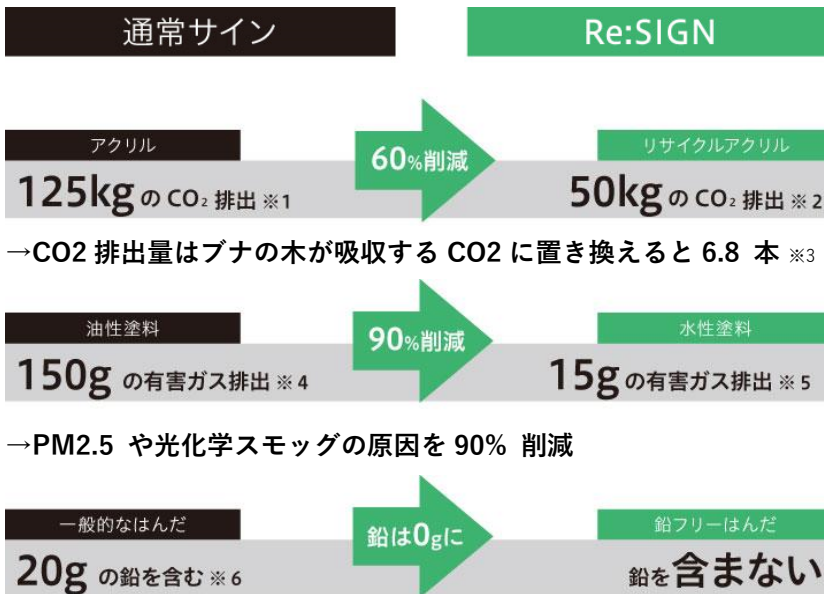 通常サイン
Re:SIGN
アクリル
60%削減
リサイクルアクリル
125kg の CO₂ 排出 ※1
50kg の CO₂ 排出 ※2
→CO2 排出量はブナの木が吸収する CO2 に置き換えると 6.8 本 ※3
油性塗料
90%削減
水性塗料
150g の有害ガス排出 ※4
15g の有害ガス排出 ※5
→PM2.5 や光化学スモッグの原因を 90% 削減
一般的なはんだ
鉛は0gに
鉛フリーはんだ
20g の鉛を含む ※6
鉛を含まない